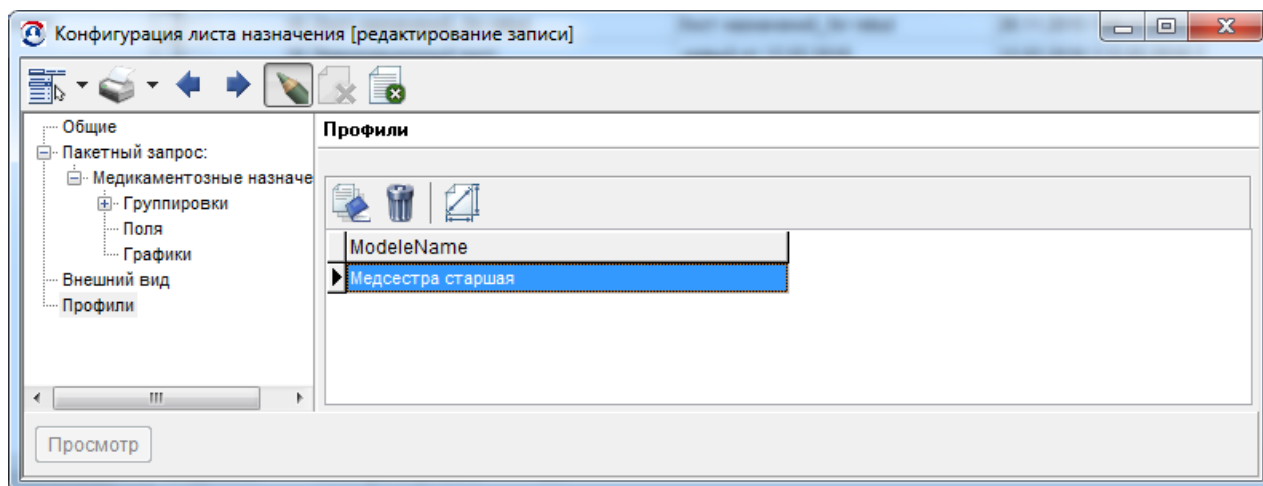 Конфигурация листа назначения [редактирование записи]
Общие
Пакетный запрос:
Медикаментозные назначе
Группировки
Поля
Графики
Внешний вид
Профили
Профили
ModeleName
Медсестра старшая
Просмотр